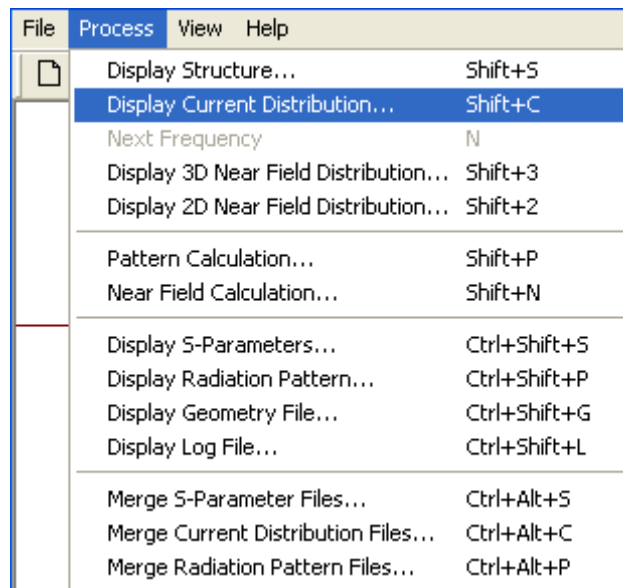 File Process View Help
Display Structure... Shift+S
Display Current Distribution... Shift+C
Next Frequency N
Display 3D Near Field Distribution... Shift+3
Display 2D Near Field Distribution... Shift+2
Pattern Calculation... Shift+P
Near Field Calculation... Shift+N
Display S-Parameters... Ctrl+Shift+S
Display Radiation Pattern... Ctrl+Shift+P
Display Geometry File... Ctrl+Shift+G
Display Log File... Ctrl+Shift+L
Merge S-Parameter Files... Ctrl+Alt+S
Merge Current Distribution Files... Ctrl+Alt+C
Merge Radiation Pattern Files... Ctrl+Alt+P